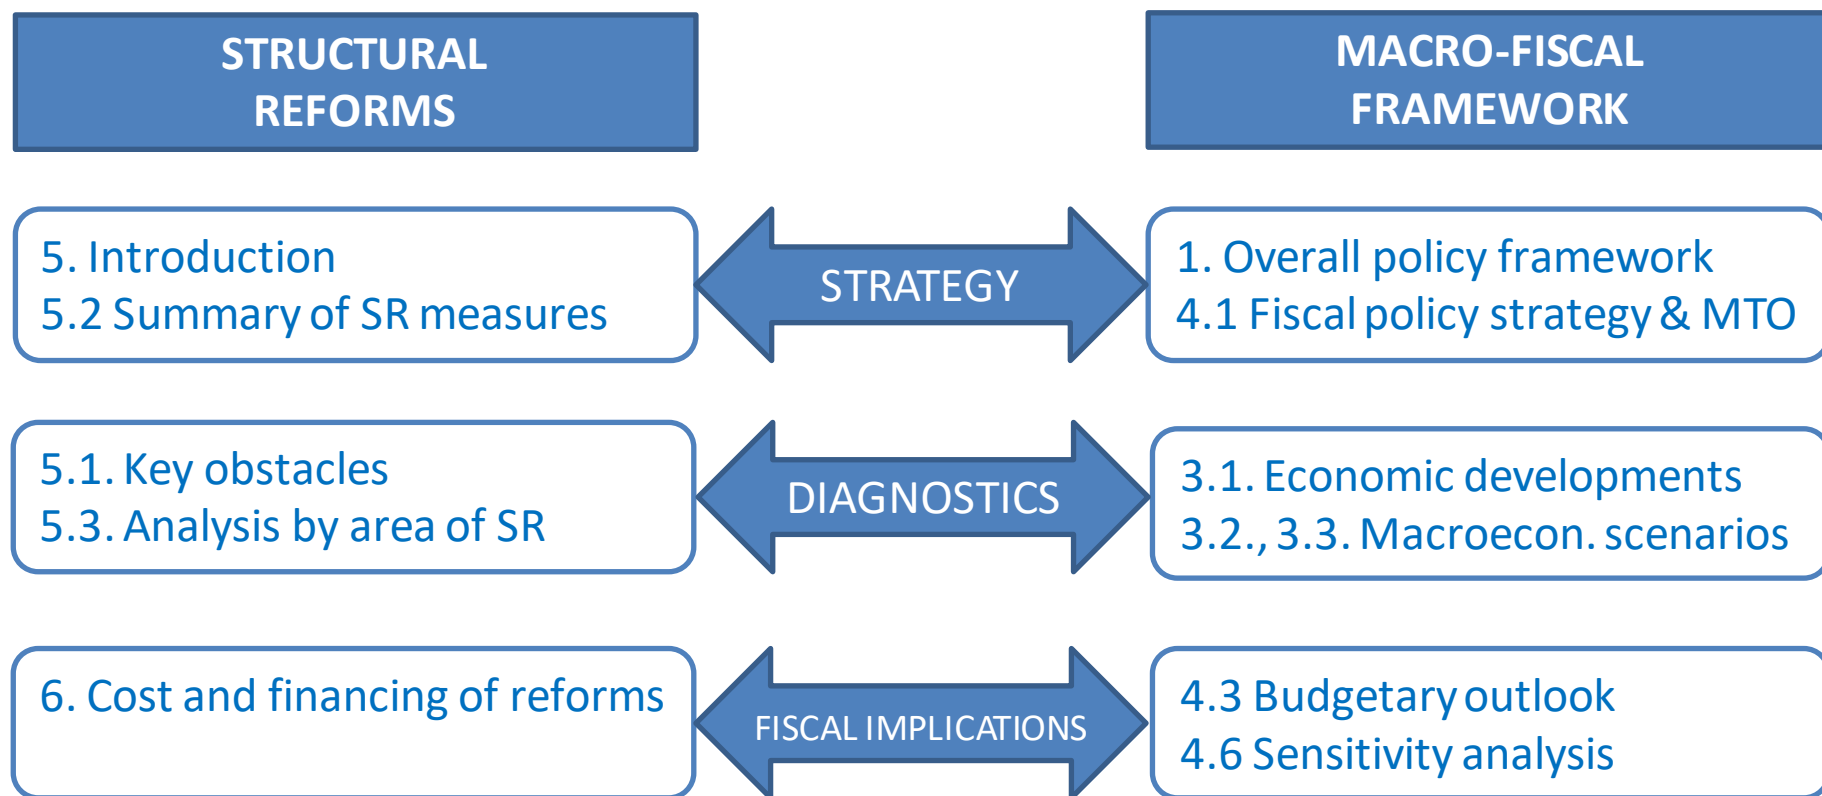 STRUCTURAL
REFORMS
MACRO-FISCAL
FRAMEWORK
5. Introduction
5.2 Summary of SR measures
STRATEGY
1. Overall policy framework
4.1 Fiscal policy strategy & MTO
5.1. Key obstacles
5.3. Analysis by area of SR
DIAGNOSTICS
3.1. Economic developments
3.2., 3.3. Macroecon. scenarios
6. Cost and financing of reforms
FISCAL IMPLICATIONS
4.3 Budgetary outlook
4.6 Sensitivity analysis